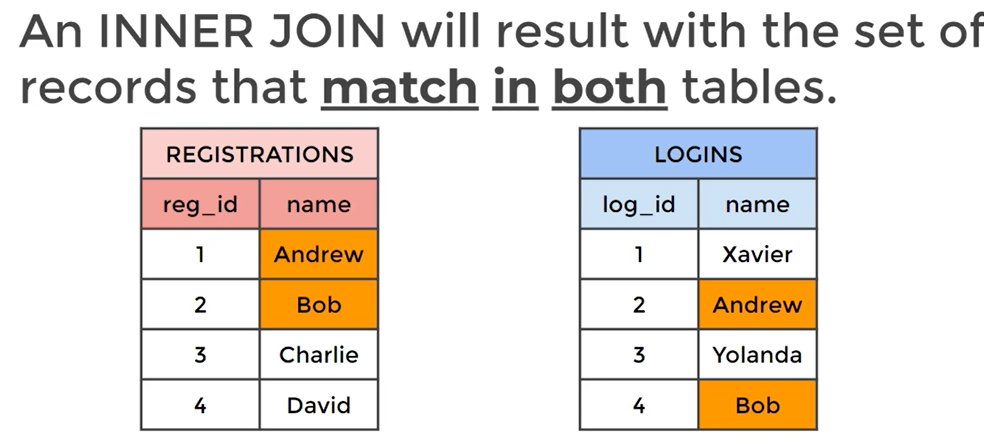 An INNER JOIN will result with the set of
records that match in both tables.
REGISTRATIONS
reg_id name
1 Andrew
2 Bob
3 Charlie
4 David
LOGINS
log_id name
1 Xavier
2 Andrew
3 Yolanda
4 Bob